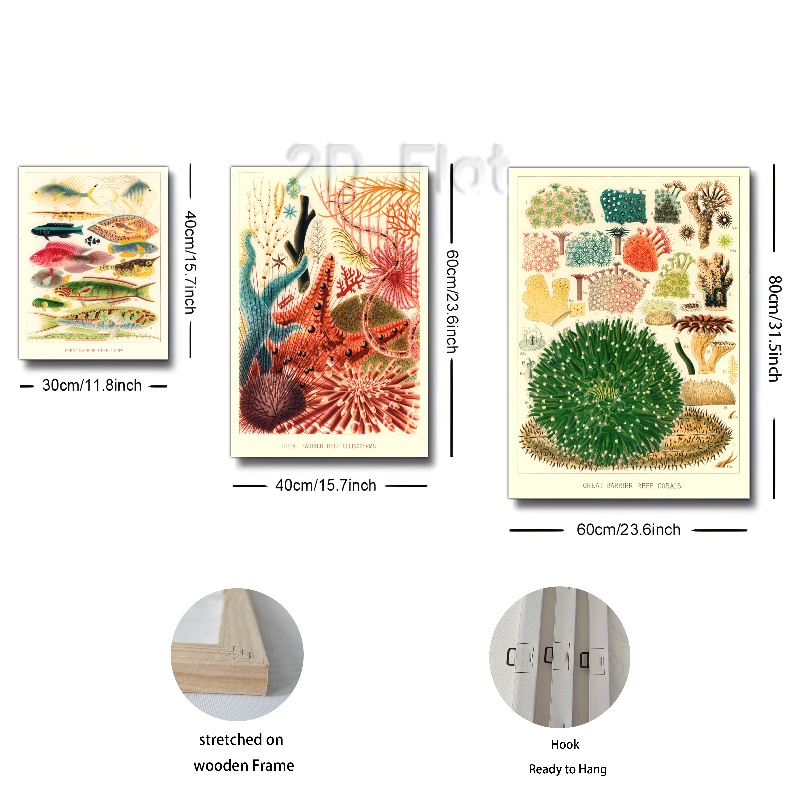 2D Flat
40cm/15.7inch
30cm/11.8inch
60cm/23.6inch
40cm/15.7inch
80cm/31.5inch
60cm/23.6inch
GREAT BARRIER REEF FISHES.
GREAT BARRIER REEF ECHINODERMS.
GREAT BARRIER REEF CORALS.
stretched on
wooden Frame
Hook
Ready to Hang